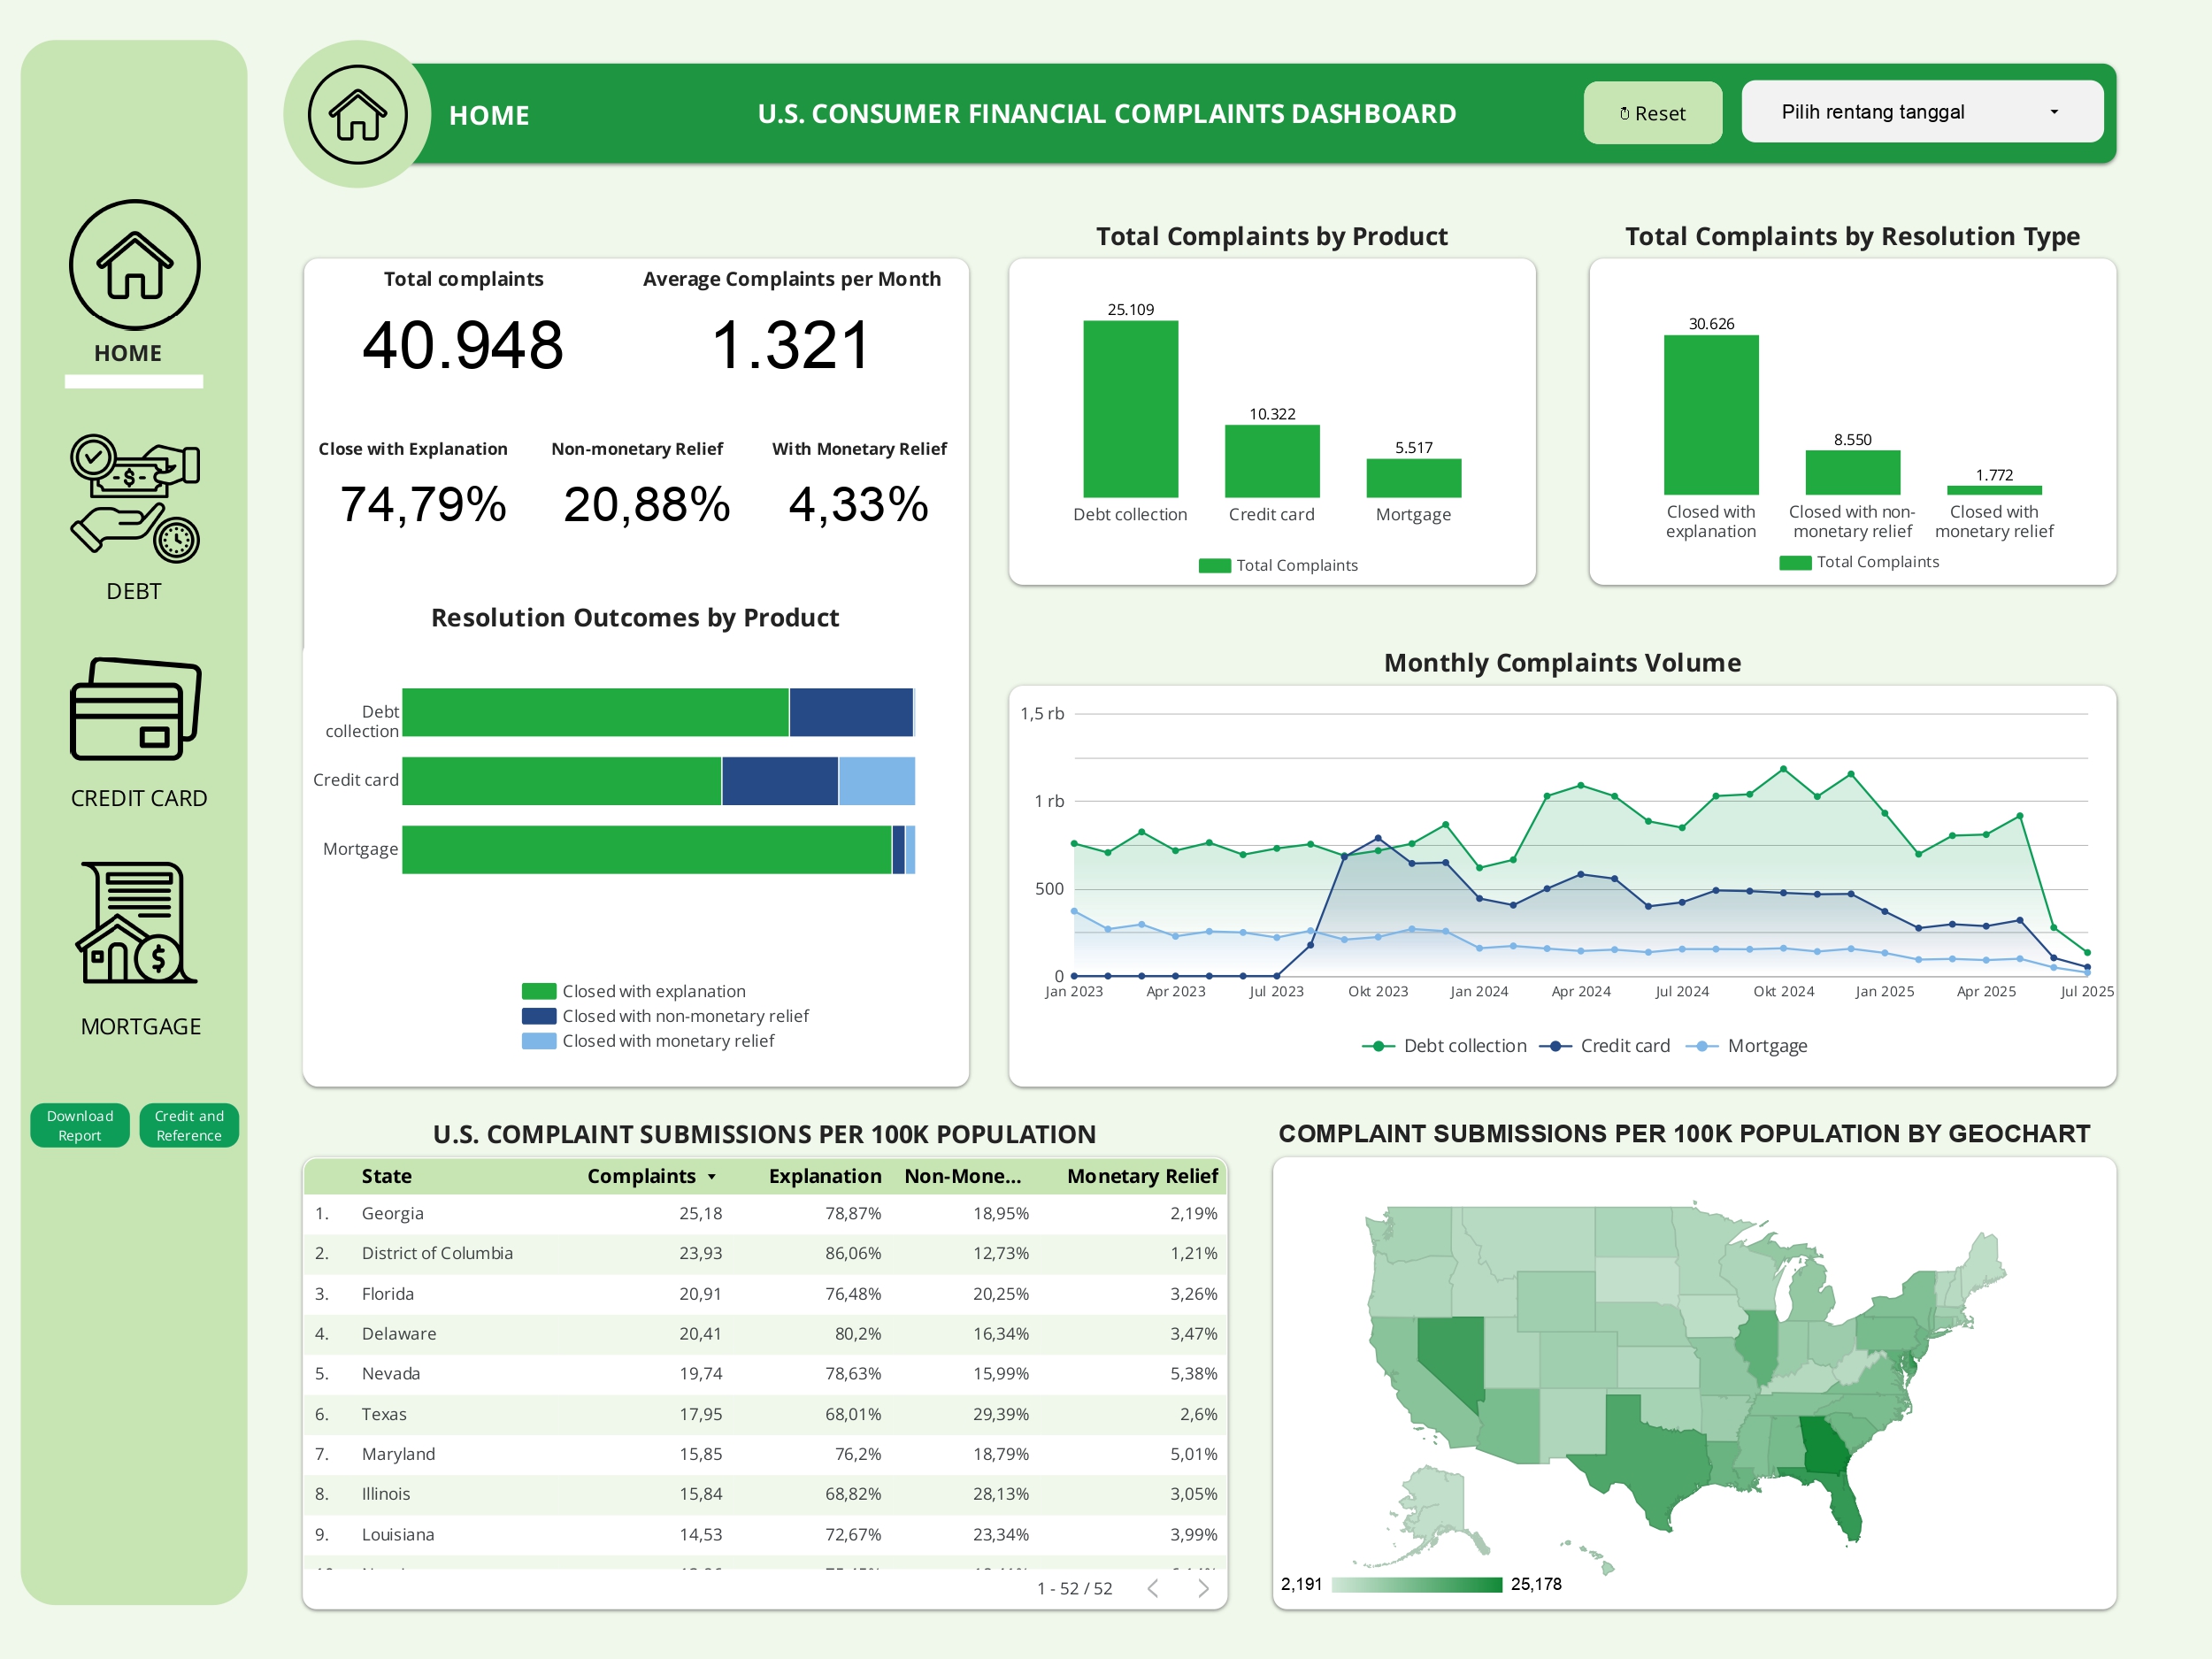 HOME
U.S. CONSUMER FINANCIAL COMPLAINTS DASHBOARD
Reset
Pilih rentang tanggal
HOME
DEBT
CREDIT CARD
MORTGAGE
Download
Report
Credit and
Reference
Total complaints
Average Complaints per Month
40.948
1.321
Close with Explanation
Non-monetary Relief
With Monetary Relief
74,79%
20,88%
4,33%
Resolution Outcomes by Product
Debt
collection
Credit card
Mortgage
Closed with explanation
Closed with non-monetary relief
Closed with monetary relief
Total Complaints by Product
25.109
10.322
5.517
Debt collection
Credit card
Mortgage
Total Complaints
Total Complaints by Resolution Type
30.626
8.550
1.772
Closed with
explanation
Closed with non-
monetary relief
Closed with
monetary relief
Total Complaints
Monthly Complaints Volume
1,5 rb
1 rb
500
0
Jan 2023 Apr 2023 Jul 2023 Okt 2023 Jan 2024 Apr 2024 Jul 2024 Okt 2024 Jan 2025 Apr 2025 Jul 2025
Debt collection Credit card Mortgage
U.S. COMPLAINT SUBMISSIONS PER 100K POPULATION
State Complaints Explanation Non-Mone... Monetary Relief
1. Georgia 25,18 78,87% 18,95% 2,19%
2. District of Columbia 23,93 86,06% 12,73% 1,21%
3. Florida 20,91 76,48% 20,25% 3,26%
4. Delaware 20,41 80,2% 16,34% 3,47%
5. Nevada 19,74 78,63% 15,99% 5,38%
6. Texas 17,95 68,01% 29,39% 2,6%
7. Maryland 15,85 76,2% 18,79% 5,01%
8. Illinois 15,84 68,82% 28,13% 3,05%
9. Louisiana 14,53 72,67% 23,34% 3,99%
1 - 52 / 52
COMPLAINT SUBMISSIONS PER 100K POPULATION BY GEOCHART
2,191
25,178